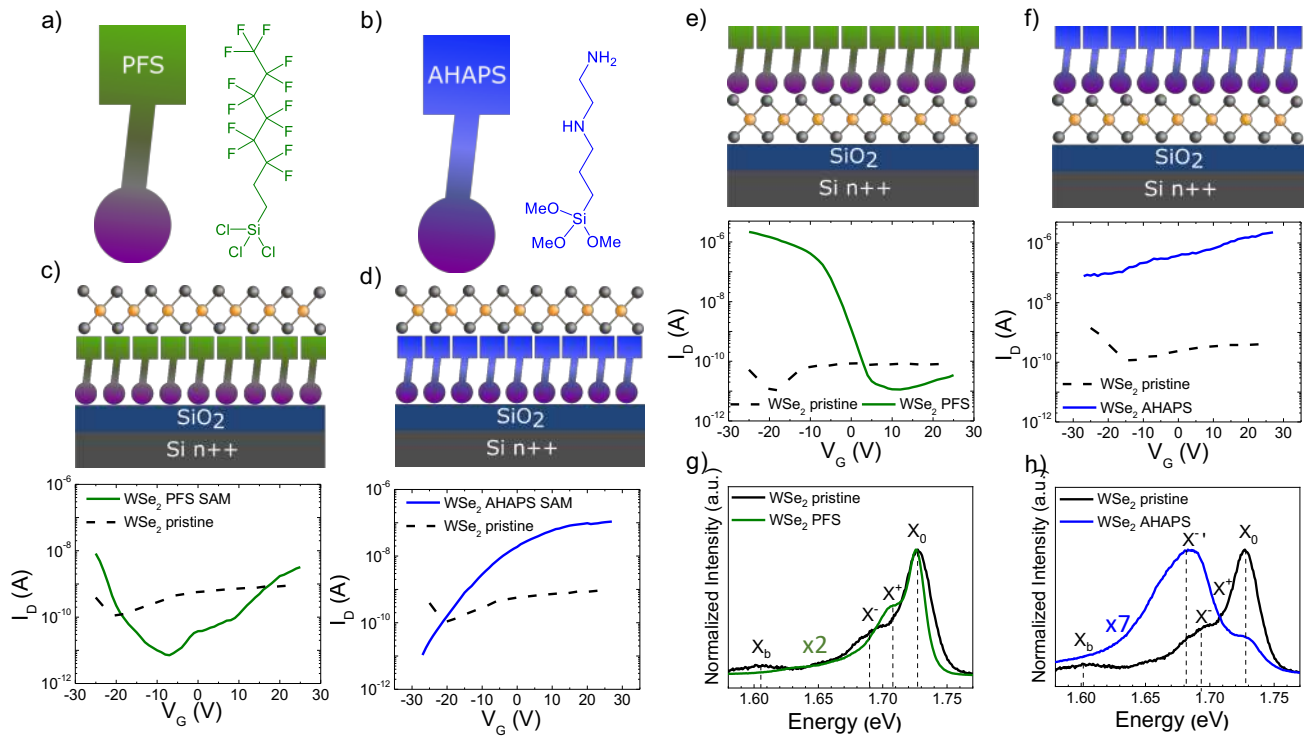 a)
PFS
F
F
F
F
F
F
F
F
F
F
F
F
F
Cl
Si
Cl
Cl
b)
AHAPS
NH2
HN
MeO
Si
MeO
OMe
c)
SiO2
Si n++
10-6
10-8
10-10
10-12
ID (A)
WSe2 PFS SAM
WSe2 pristine
-30 -20 -10 0 10 20 30
VG (V)
d)
SiO2
Si n++
10-6
10-8
10-10
10-12
ID (A)
WSe2 AHAPS SAM
WSe2 pristine
-30 -20 -10 0 10 20 30
VG (V)
e)
SiO2
Si n++
10-6
10-8
10-10
10-12
ID (A)
WSe2 pristine WSe2 PFS
-30 -20 -10 0 10 20 30
VG (V)
f)
SiO2
Si n++
10-6
10-8
10-10
10-12
ID (A)
WSe2 pristine
WSe2 AHAPS
-30 -20 -10 0 10 20 30
VG (V)
g)
Normalized Intensity (a.u.)
WSe2 pristine
WSe2 PFS
X0
X+
X-
Xb
x2
1.60 1.65 1.70 1.75
Energy (eV)
h)
Normalized Intensity (a.u.)
WSe2 pristine
WSe2 AHAPS
X-'
X0
X+
X-
Xb
x7
1.60 1.65 1.70 1.75
Energy (eV)